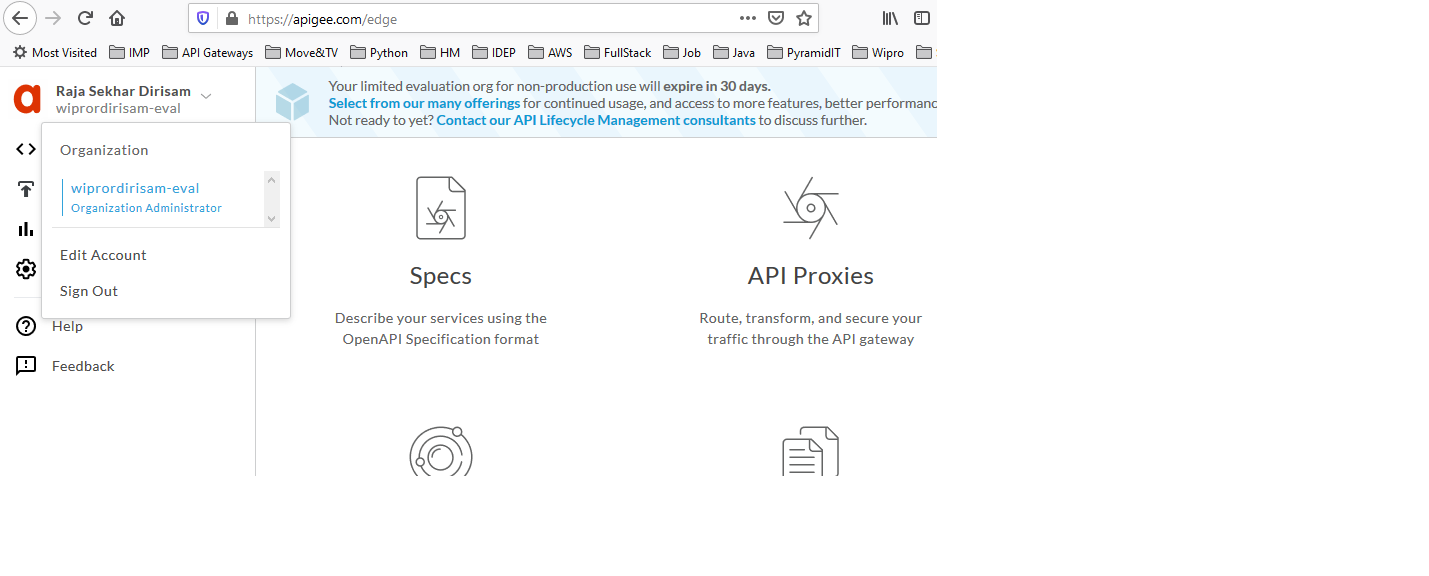 https://apigee.com/edge
Most Visited IMP API Gateways Move&TV Python HM IDEP AWS FullStack Job Java PyramidIT Wipro
Raja Sekhar Dirisam
wiprordirisam-eval
Your limited evaluation org for non-production use will expire in 30 days.
Select from our many offerings for continued usage, and access to more features, better performanc
Not ready to yet? Contact our API Lifecycle Management consultants to discuss further.
Organization
wiprordirisam-eval
Organization Administrator
Edit Account
Sign Out
Help
Feedback
Specs
Describe your services using the
OpenAPI Specification format
API Proxies
Route, transform, and secure your
traffic through the API gateway